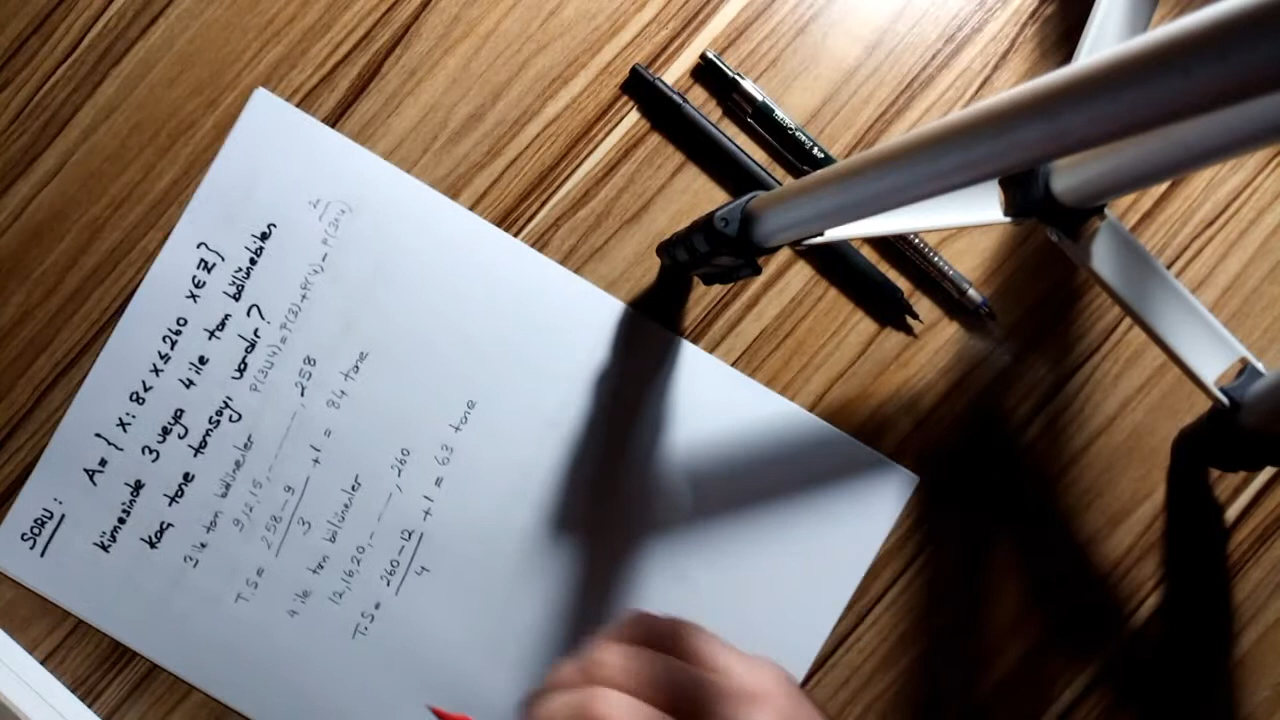 SORU:
A = { x : 8 < x ≤ 260 x ∈ Z }
kümesinde 3 veya 4 ile tam bölünebilen
kaç tane tamsayı vardır?
3 ile tam bölünenler P(3∪4) = P(3) + P(4) − P(3∩4)
9,12,15, ------- , 258
T.S = 258 − 9 / 3 + 1 = 84 tane
4 ile tam bölünenler
12,16,20, - --- , 260
T.S = 260 − 12 / 4 + 1 = 63 tane